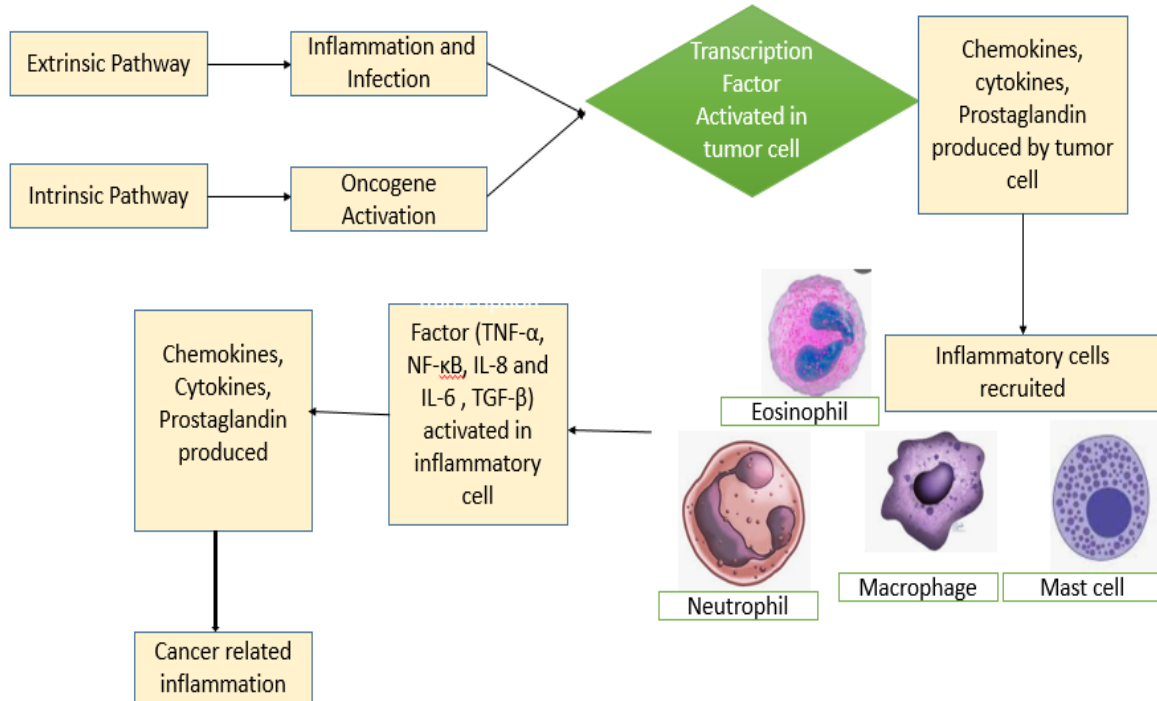 Extrinsic Pathway
Inflammation and
Infection
Transcription
Factor
Activated in
tumor cell
Chemokines,
cytokines,
Prostaglandin
produced by tumor
cell
Intrinsic Pathway
Oncogene
Activation
Inflammatory cells
recruited
Eosinophil
Neutrophil
Macrophage
Mast cell
Factor (TNF-α,
NF-κB, IL-8 and
IL-6 , TGF-β)
activated in
inflammatory
cell
Chemokines,
Cytokines,
Prostaglandin
produced
Cancer related
inflammation